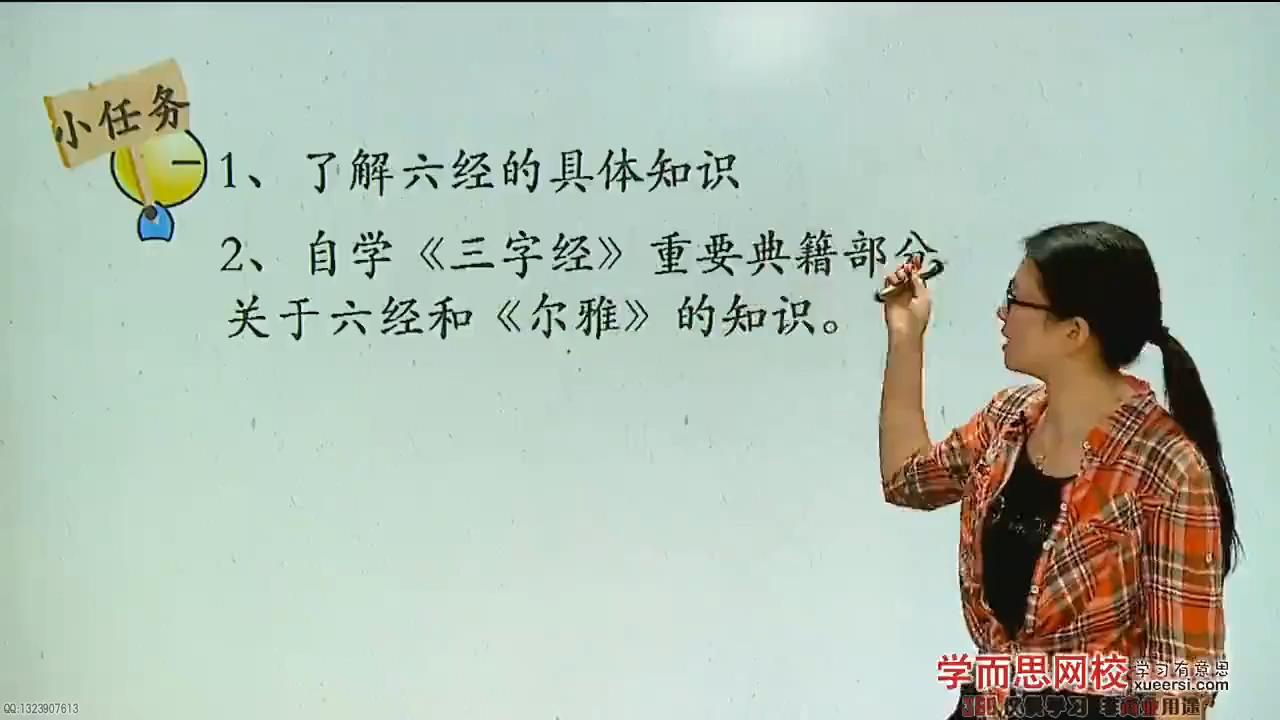 小任务
1、了解六经的具体知识
2、自学《三字经》重要典籍部分
关于六经和《尔雅》的知识。
学而思网校
学习有意思
xueersi.com
QQ:1323907613